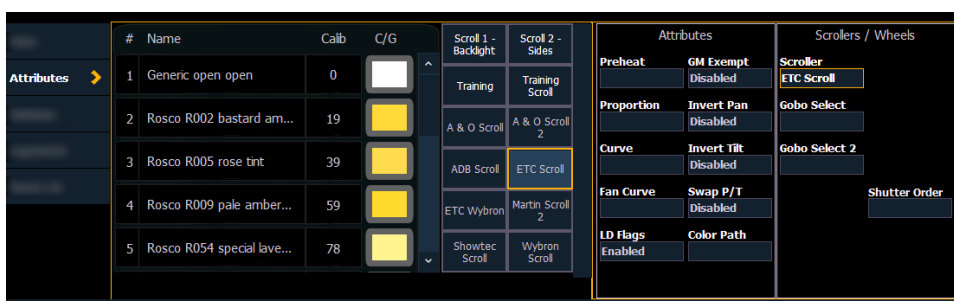 Attributes
# Name Calib C/G
1 Generic open open 0
2 Rosco R002 bastard am... 19
3 Rosco R005 rose tint 39
4 Rosco R009 pale amber... 59
5 Rosco R054 special lave... 78
Scroll 1 -
Backlight
Scroll 2 -
Sides
Training
Training
Scroll
A & O Scroll
A & O Scroll
2
ADB Scroll
ETC Scroll
ETC Wybron
Martin Scroll
2
Showtec
Scroll
Wybron
Scroll
Attributes
Preheat GM Exempt
Disabled
Proportion Invert Pan
Disabled
Curve Invert Tilt
Disabled
Fan Curve Swap P/T
Disabled
LD Flags Color Path
Enabled
Scrollers / Wheels
Scroller
ETC Scroll
Gobo Select
Gobo Select 2
Shutter Order